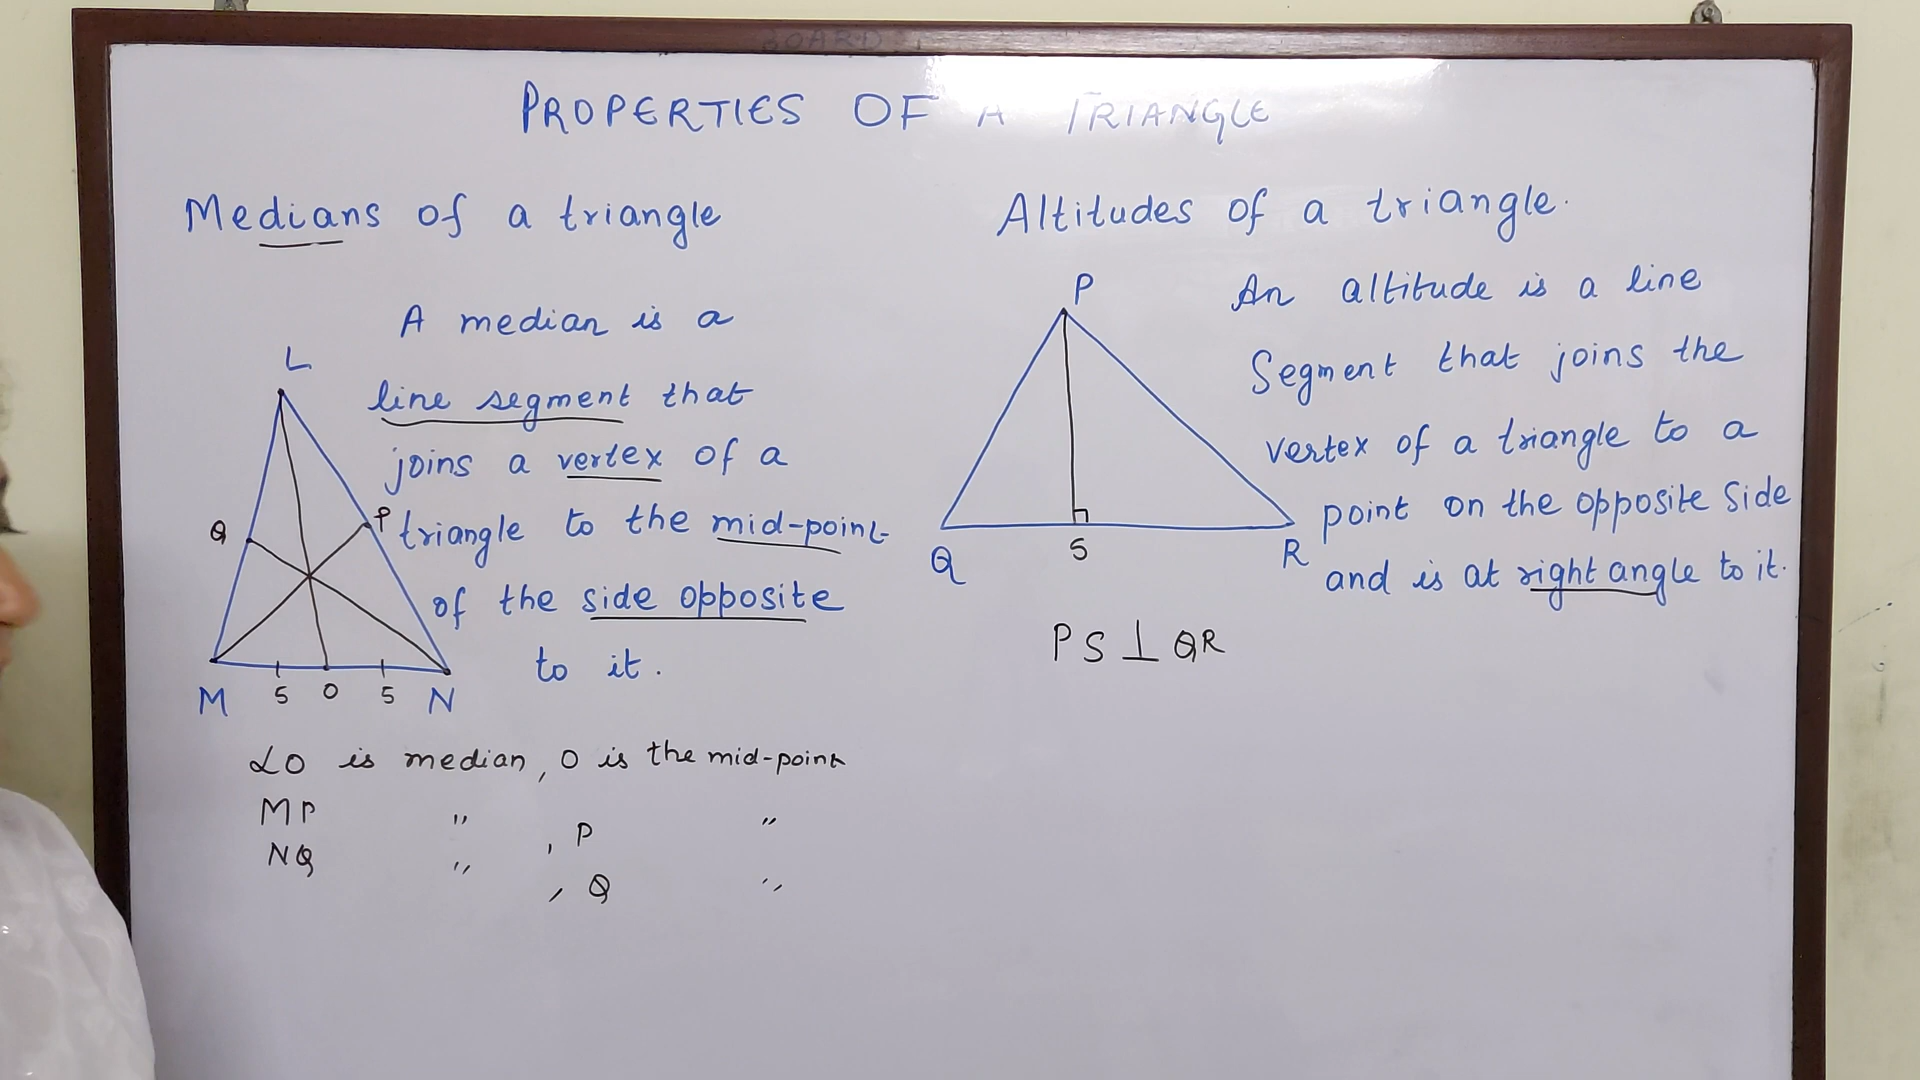 BOARD
PROPERTIES OF A TRIANGLE
Medians of a triangle
A median is a
line segment that
joins a vertex of a
triangle to the mid-point
of the side opposite
to it.
L
Q
P
M 5 O 5 N
LO is median, O is the mid-point
MP " , P "
NQ " , Q "
Altitudes of a triangle.
An altitude is a line
Segment that joins the
vertex of a triangle to a
point on the opposite side
and is at right angle to it.
P
Q S R
PS ⊥ QR